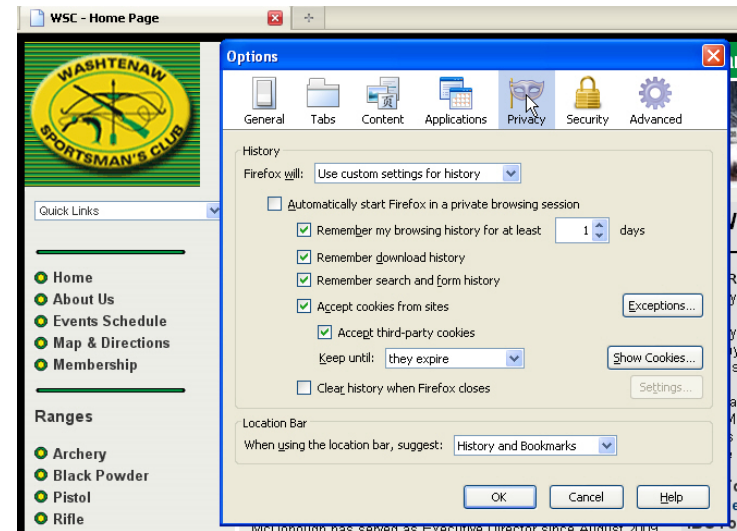 WSC - Home Page
WASHTENAW
SPORTSMAN'S CLUB
Quick Links
Home
About Us
Events Schedule
Map & Directions
Membership
Ranges
Archery
Black Powder
Pistol
Rifle
Options
General Tabs Content Applications Privacy Security Advanced
History
Firefox will: Use custom settings for history
Automatically start Firefox in a private browsing session
Remember my browsing history for at least 1 days
Remember download history
Remember search and form history
Accept cookies from sites Exceptions...
Accept third-party cookies
Keep until: they expire Show Cookies...
Clear history when Firefox closes Settings...
Location Bar
When using the location bar, suggest: History and Bookmarks
OK Cancel Help
McDonough has served as Executive Director since August 2009